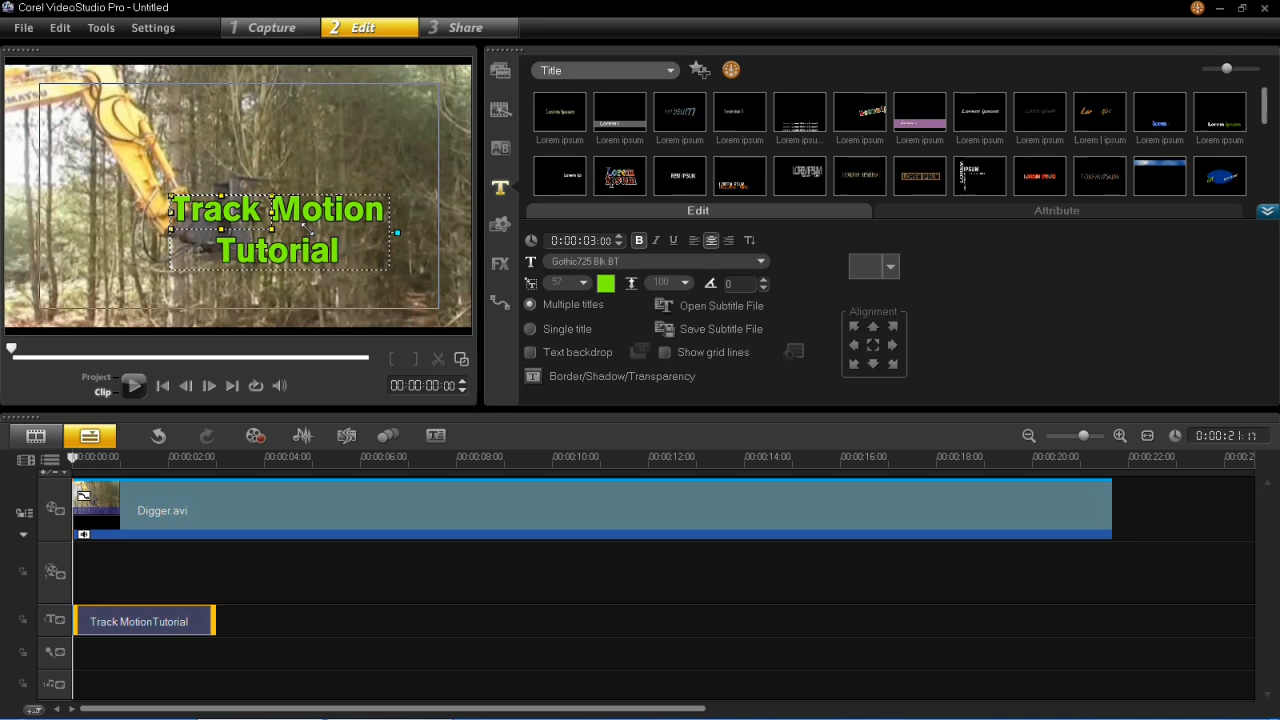 Corel VideoStudio Pro - Untitled
File Edit Tools Settings 1 Capture 2 Edit 3 Share
KOMATSU
Track Motion
Tutorial
Project
Clip
00:00:00:00
Title
Lorem ipsum Lorem ipsum Lorem ipsum Lorem ipsum Lorem ipsu... Lorem ipsum Lorem ipsum Lorem ipsum Lorem ipsum Lorem ipsum Lorem ipsum Lorem ipsum
Edit Attribute
0:00:03:00 B I U
Gothic725 Blk BT
57 100 0
Multiple titles Open Subtitle File
Single title Save Subtitle File
Text backdrop Show grid lines
Border/Shadow/Transparency
Alignment
AB
T
FX
0:00:21:17
00:00:00:00 00:00:02:00 00:00:04:00 00:00:06:00 00:00:08:00 00:00:10:00 00:00:12:00 00:00:14:00 00:00:16:00 00:00:18:00 00:00:20:00 00:00:22:00 00:00:2
Digger.avi
Track MotionTutorial